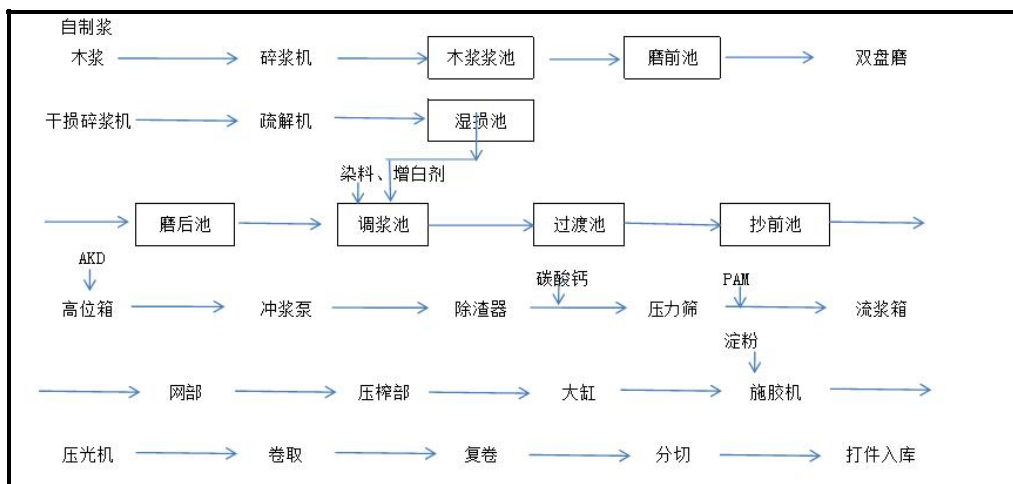 自制浆
木浆 碎浆机 木浆浆池 磨前池 双盘磨
干损碎浆机 疏解机 湿损池
染料、增白剂
磨后池 调浆池 过渡池 抄前池
AKD 碳酸钙 PAM
高位箱 冲浆泵 除渣器 压力筛 流浆箱
淀粉
网部 压榨部 大缸 施胶机
压光机 卷取 复卷 分切 打件入库